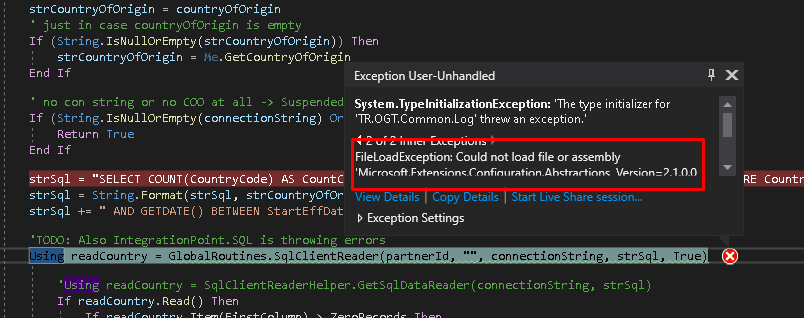 strCountryOfOrigin = countryOfOrigin
' just in case countryOfOrigin is empty
If (String.IsNullOrEmpty(strCountryOfOrigin)) Then
strCountryOfOrigin = Me.GetCountryOfOrigin
End If
' no con string or no COO at all -> Suspended
If (String.IsNullOrEmpty(connectionString) Or
Return True
End If
strSql = "SELECT COUNT(CountryCode) AS CountC
RE Countr
strSql = String.Format(strSql, strCountryOfOr
strSql += " AND GETDATE() BETWEEN StartEffDat
'TODO: Also IntegrationPoint.SQL is throwing errors
Using readCountry = GlobalRoutines.SqlClientReader(partnerId, "", connectionString, strSql, True)
'Using readCountry = SqlClientReaderHelper.GetSqlDataReader(connectionString, strSql)
If readCountry.Read() Then
If readCountry.Item(FirstColumn) > ZeroRecords Then
Exception User-Unhandled
System.TypeInitializationException: 'The type initializer for
'TR.OGT.Common.Log' threw an exception.'
2 of 2 Inner Exceptions
FileLoadException: Could not load file or assembly
'Microsoft.Extensions.Configuration.Abstractions, Version=2.1.0.0
View Details | Copy Details | Start Live Share session...
Exception Settings